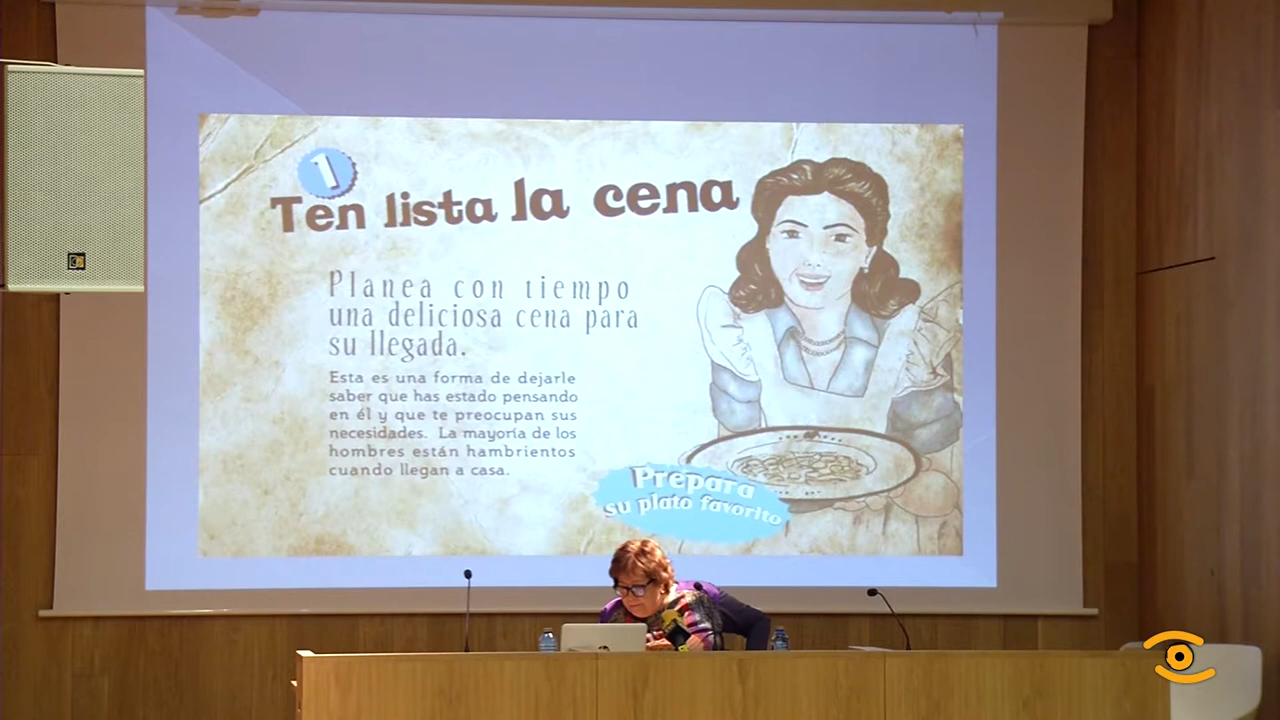 1
Ten lista la cena
Planea con tiempo
una deliciosa cena para
su llegada.
Esta es una forma de dejarle
saber que has estado pensando
en él y que te preocupan sus
necesidades. La mayoría de los
hombres están hambrientos
cuando llegan a casa.
Prepara
su plato favorito